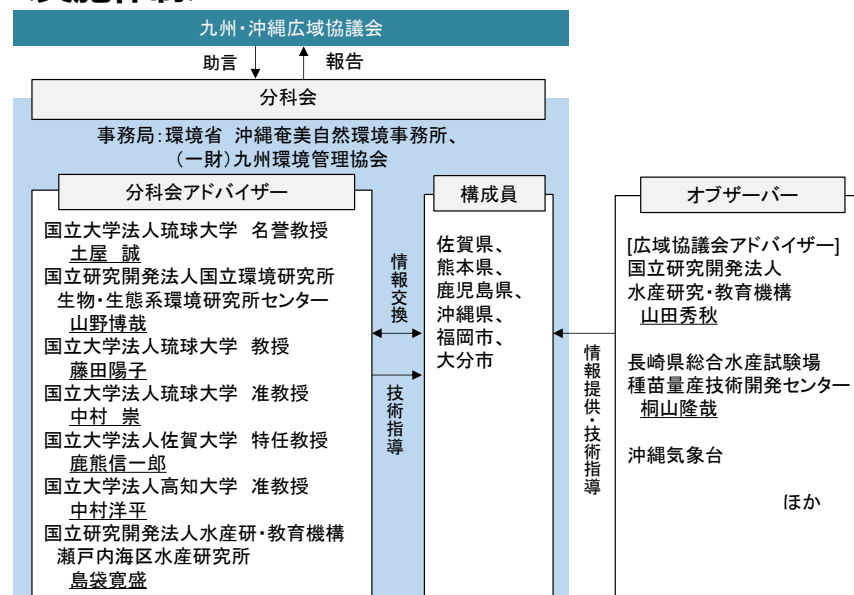 九州・沖縄広域協議会
助言
報告
分科会
事務局：環境省 沖縄奄美自然環境事務所、
（一財）九州環境管理協会
分科会アドバイザー
国立大学法人琉球大学 名誉教授
土屋 誠
国立研究開発法人国立環境研究所
生物・生態系環境研究所センター
山野博哉
国立大学法人琉球大学 教授
藤田陽子
国立大学法人琉球大学 准教授
中村 崇
国立大学法人佐賀大学 特任教授
鹿熊信一郎
国立大学法人高知大学 准教授
中村洋平
国立研究開発法人水産研・教育機構
瀬戸内海区水産研究所
島袋寛盛
情報交換
技術指導
構成員
佐賀県、
熊本県、
鹿児島県、
沖縄県、
福岡市、
大分市
情報提供・技術指導
オブザーバー
[広域協議会アドバイザー]
国立研究開発法人
水産研究・教育機構
山田秀秋
長崎県総合水産試験場
種苗量産技術開発センター
桐山隆哉
沖縄気象台
ほか